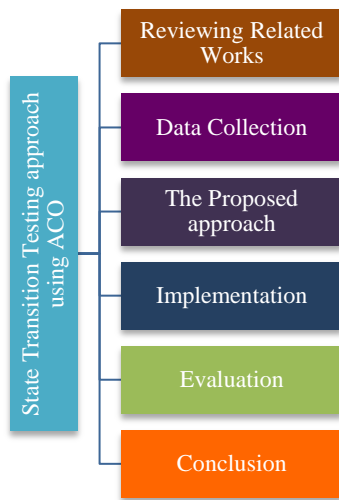 State Transition Testing approach
using ACO
Reviewing Related
Works
Data Collection
The Proposed
approach
Implementation
Evaluation
Conclusion